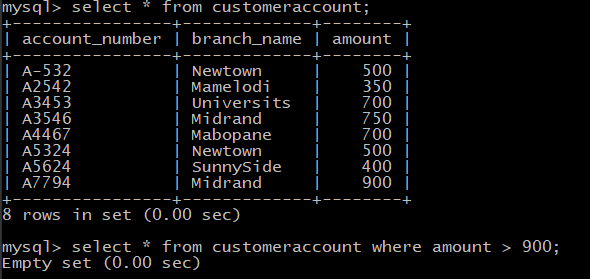 mysql> select * from customeraccount;
+----------------+-------------+--------+
| account_number | branch_name | amount |
+----------------+-------------+--------+
| A-532          | Newtown     |    500 |
| A2542          | Mamelodi    |    350 |
| A3453          | Universits  |    700 |
| A3546          | Midrand     |    750 |
| A4467          | Mabopane    |    700 |
| A5324          | Newtown     |    500 |
| A5624          | SunnySide   |    400 |
| A7794          | Midrand     |    900 |
+----------------+-------------+--------+
8 rows in set (0.00 sec)
mysql> select * from customeraccount where amount > 900;
Empty set (0.00 sec)